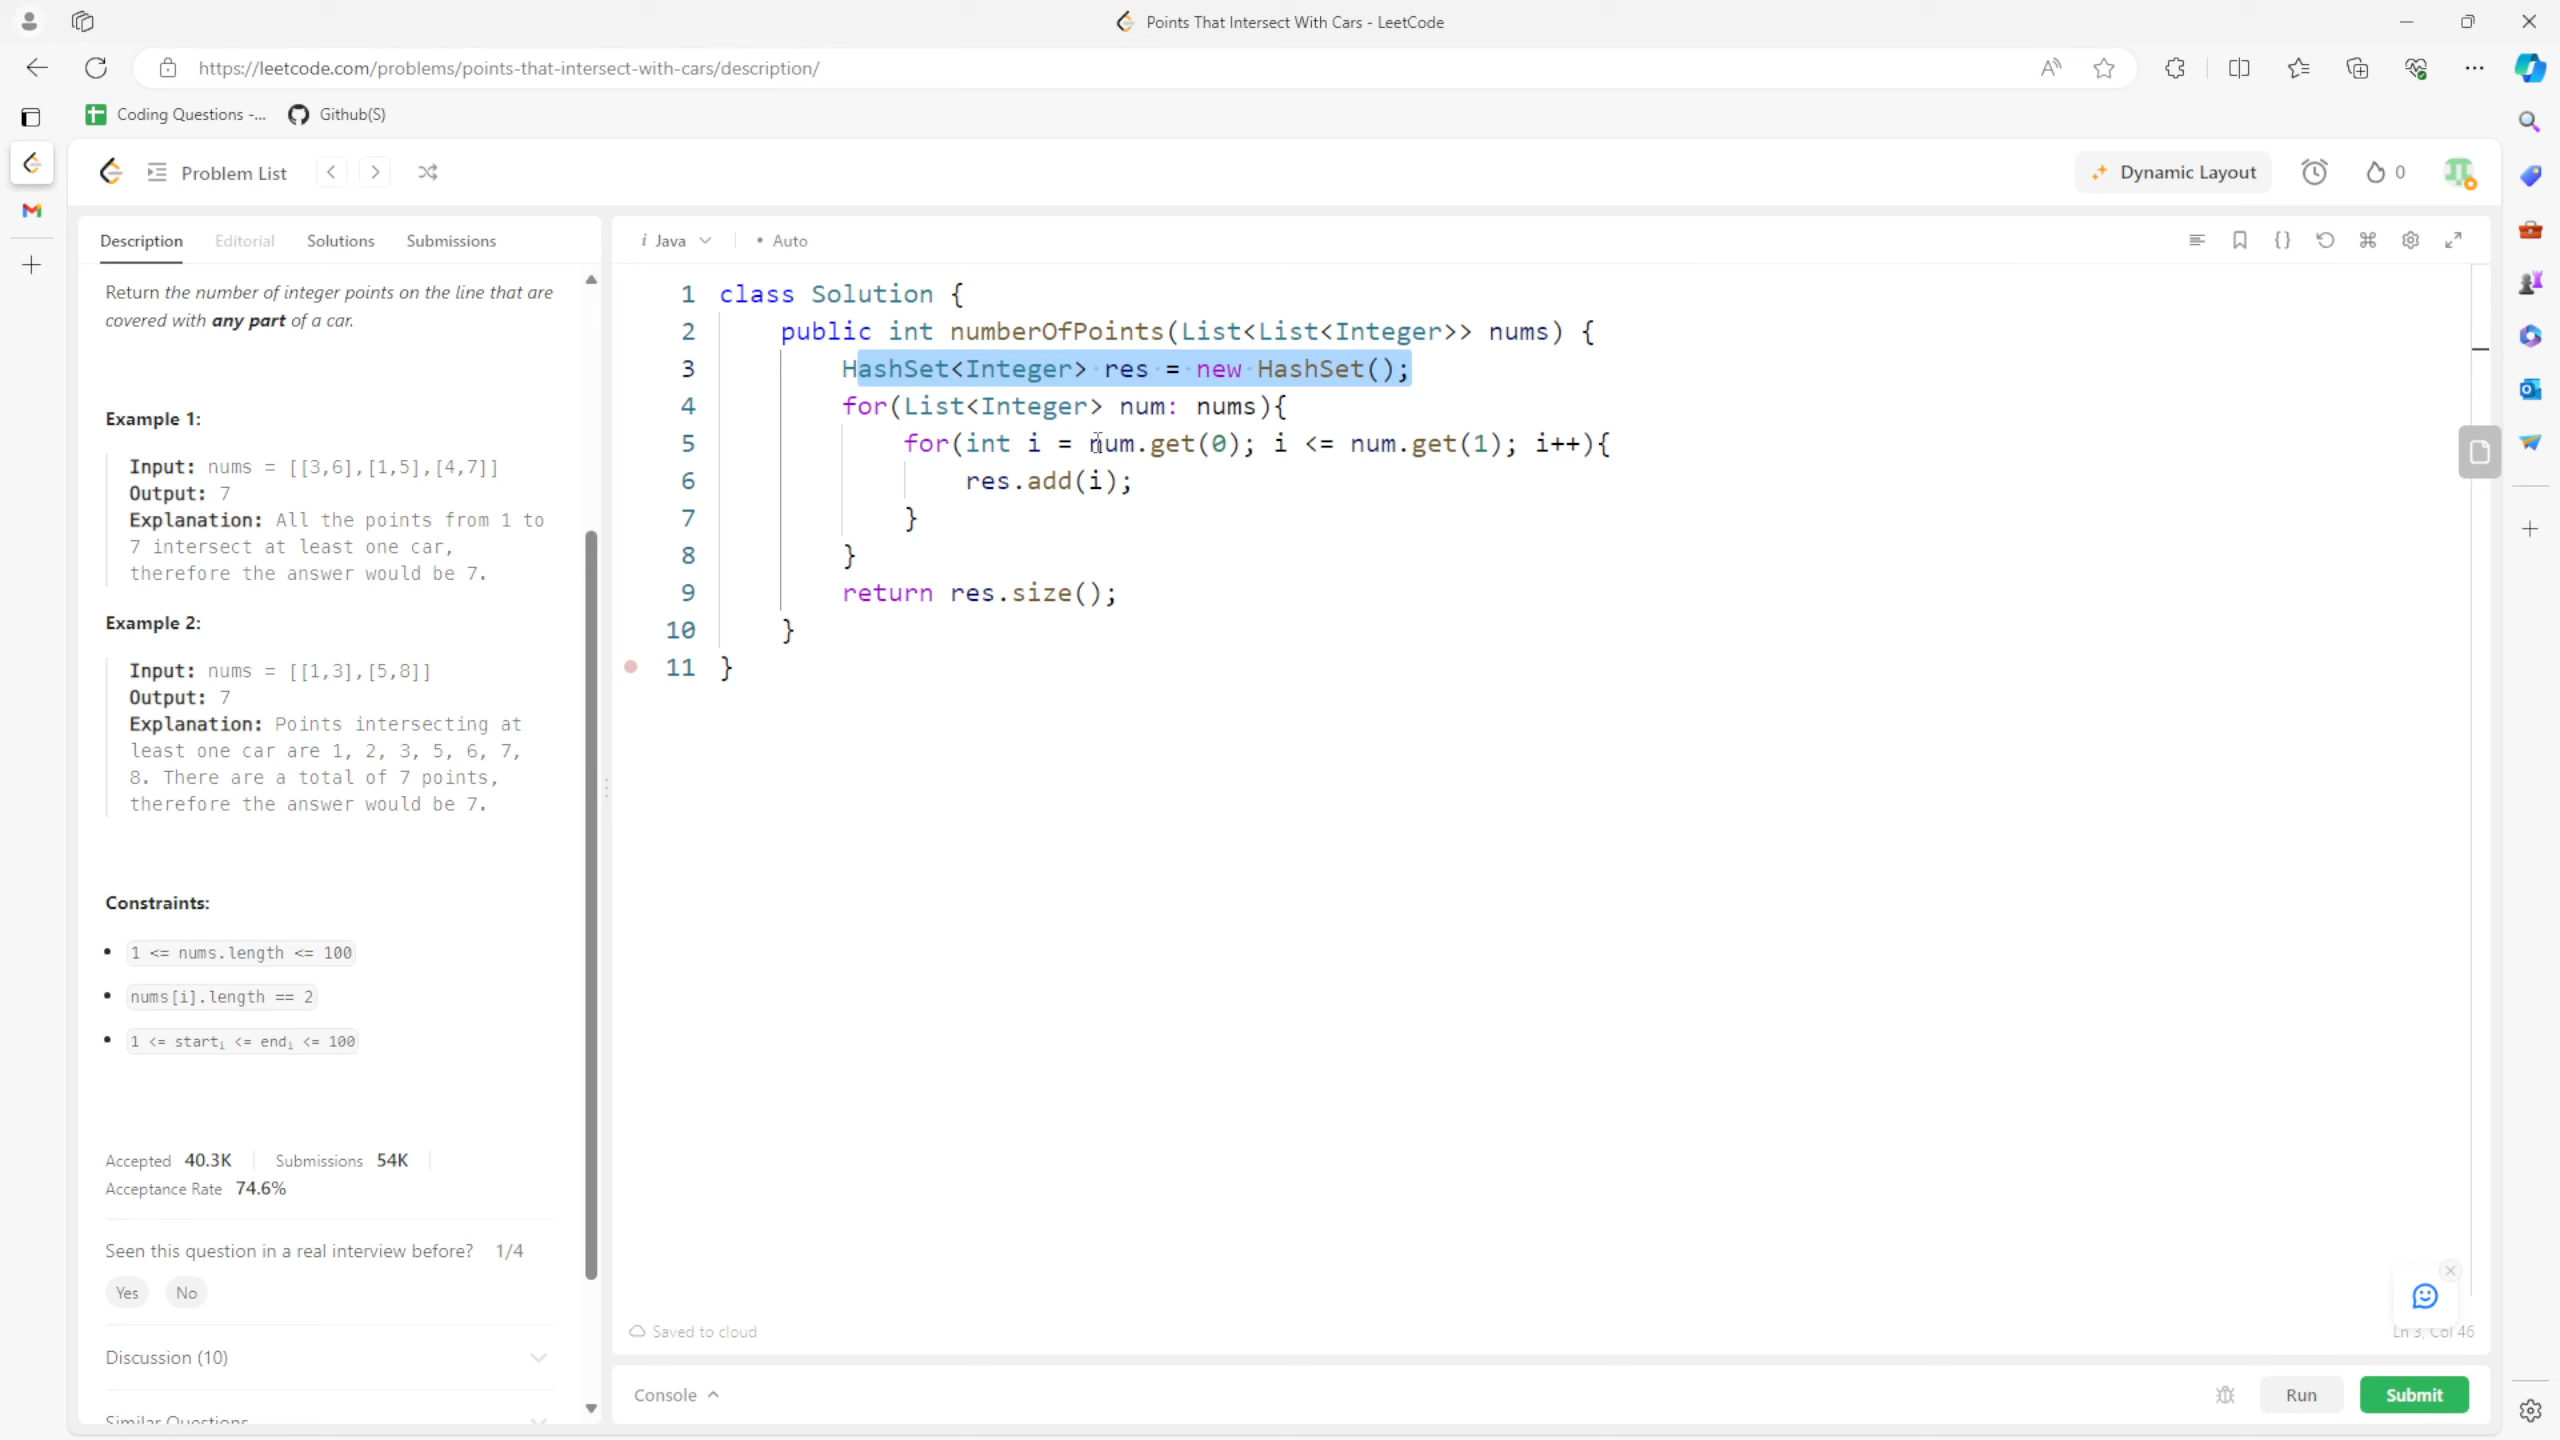 Points That Intersect With Cars - LeetCode
https://leetcode.com/problems/points-that-intersect-with-cars/description/
Coding Questions -...
Github(S)
Problem List
Dynamic Layout
0
Description
Editorial
Solutions
Submissions
Return the number of integer points on the line that are
covered with any part of a car.
Example 1:
Input: nums = [[3,6],[1,5],[4,7]]
Output: 7
Explanation: All the points from 1 to
7 intersect at least one car,
therefore the answer would be 7.
Example 2:
Input: nums = [[1,3],[5,8]]
Output: 7
Explanation: Points intersecting at
least one car are 1, 2, 3, 5, 6, 7,
8. There are a total of 7 points,
therefore the answer would be 7.
Constraints:
• 1 <= nums.length <= 100
• nums[i].length == 2
• 1 <= starti <= endi <= 100
Accepted 40.3K
Submissions 54K
Acceptance Rate 74.6%
Seen this question in a real interview before? 1/4
Yes
No
Discussion (10)
Similar Questions
i Java
• Auto
1 class Solution {
2 public int numberOfPoints(List<List<Integer>> nums) {
3 HashSet<Integer> res = new HashSet();
4 for(List<Integer> num: nums){
5 for(int i = num.get(0); i <= num.get(1); i++){
6 res.add(i);
7 }
8 }
9 return res.size();
10 }
11 }
Saved to cloud
Ln 3, Col 46
Console
Run
Submit